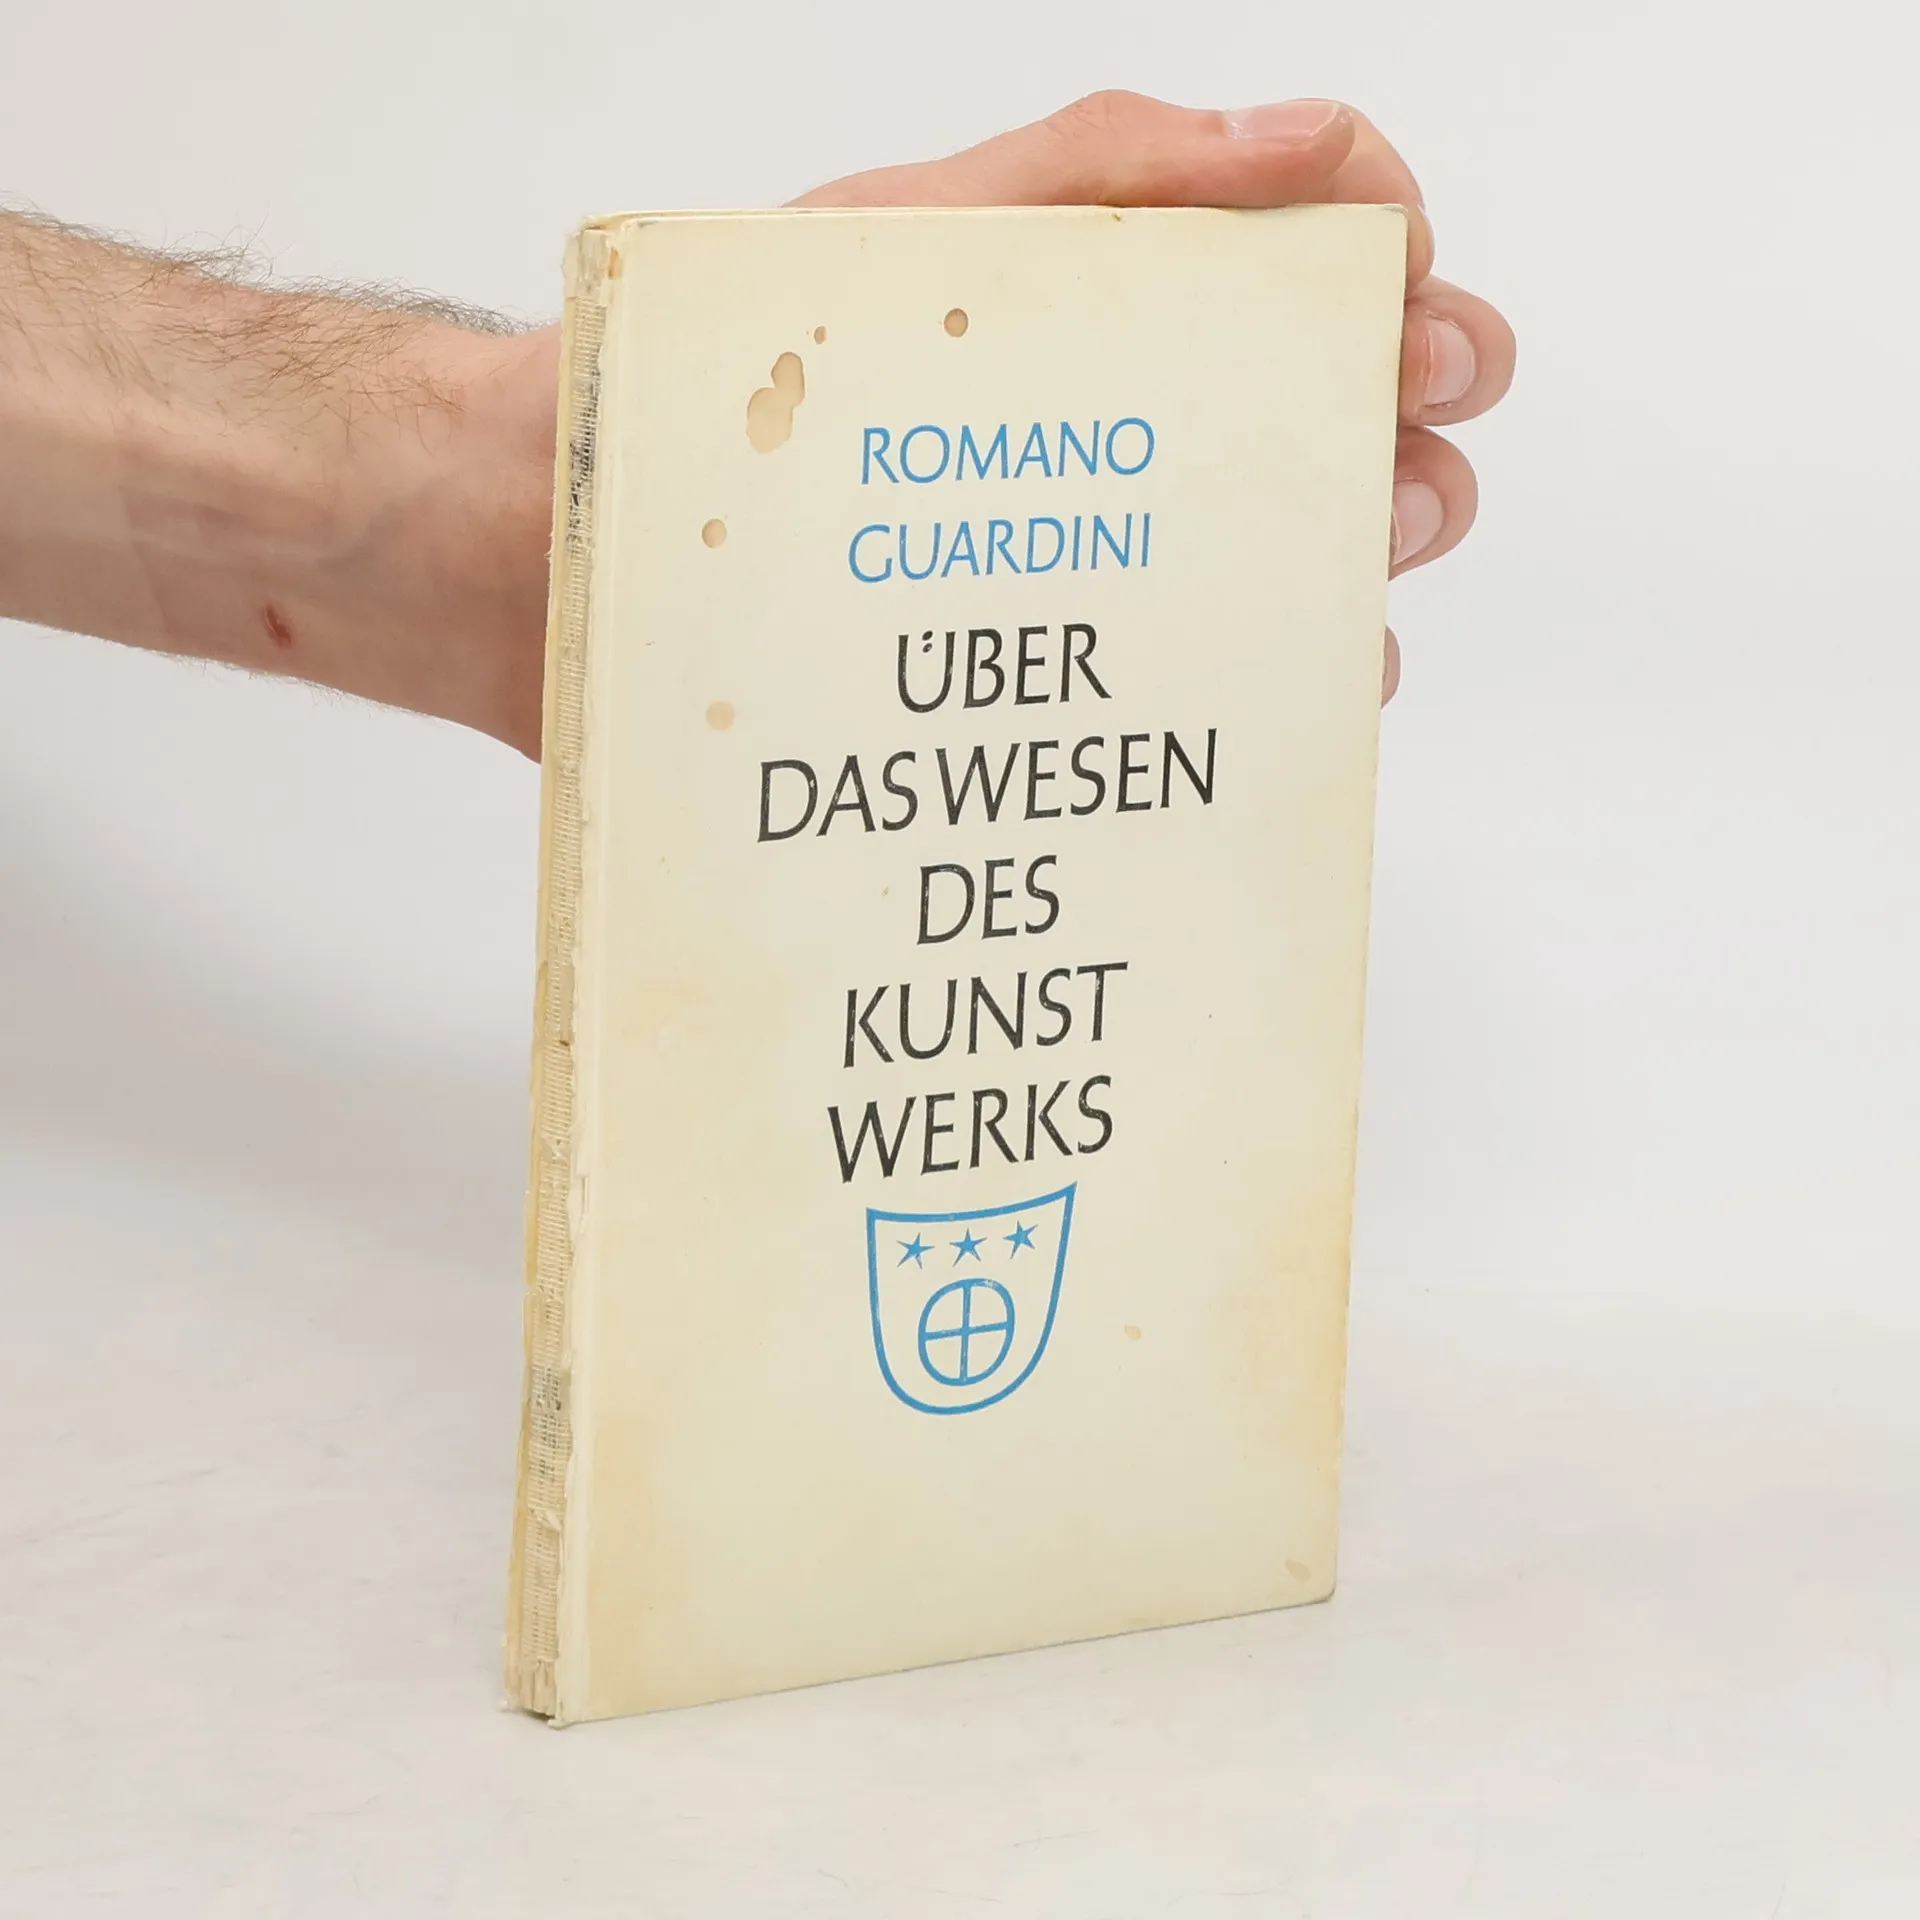 ROMANO
GUARDINI
ÜBER
DAS WESEN
DES
KUNST
WERKS